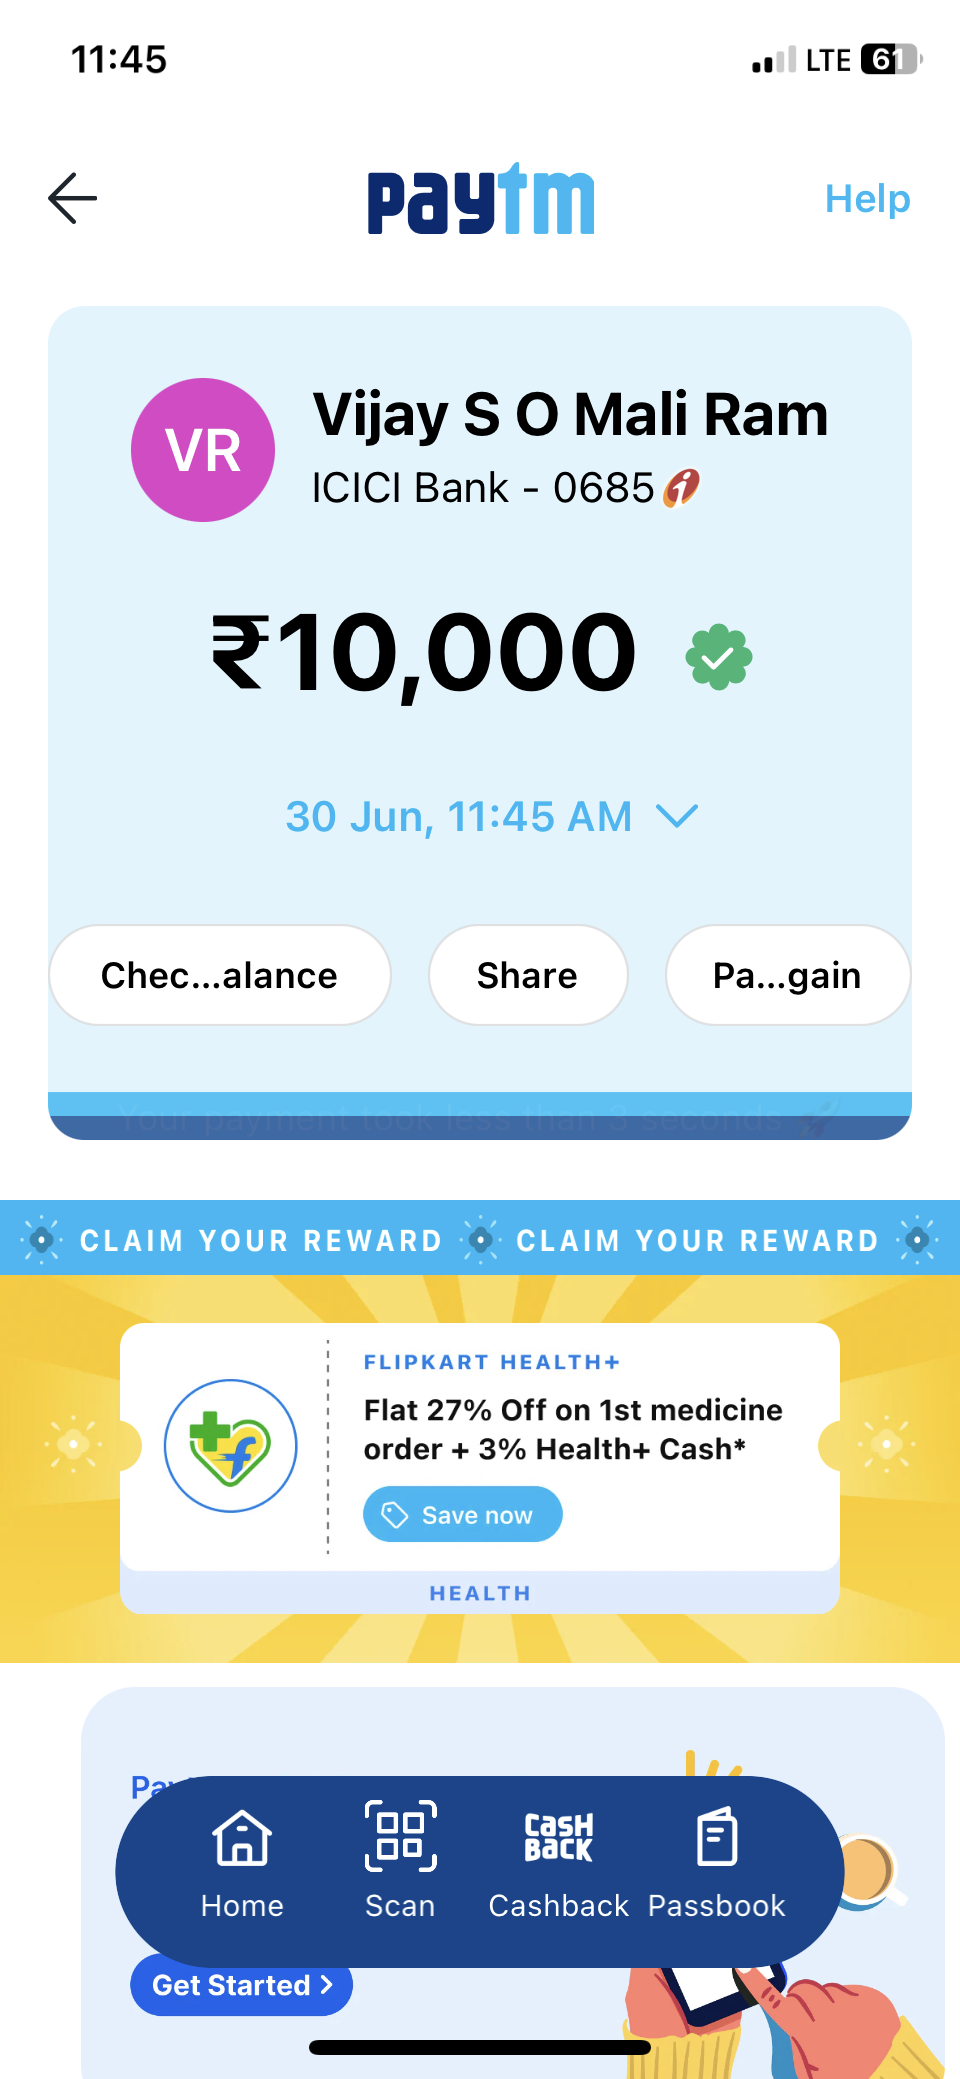 11:45
LTE 61
paytm
Help
VR
Vijay S O Mali Ram
ICICI Bank - 0685
₹10,000
30 Jun, 11:45 AM
Chec...alance
Share
Pa...gain
Your payment took less than 3 seconds 🚀
CLAIM YOUR REWARD
CLAIM YOUR REWARD
FLIPKART HEALTH+
Flat 27% Off on 1st medicine
order + 3% Health+ Cash*
Save now
HEALTH
Home
Scan
CASH BACK
Cashback
Passbook
Get Started >